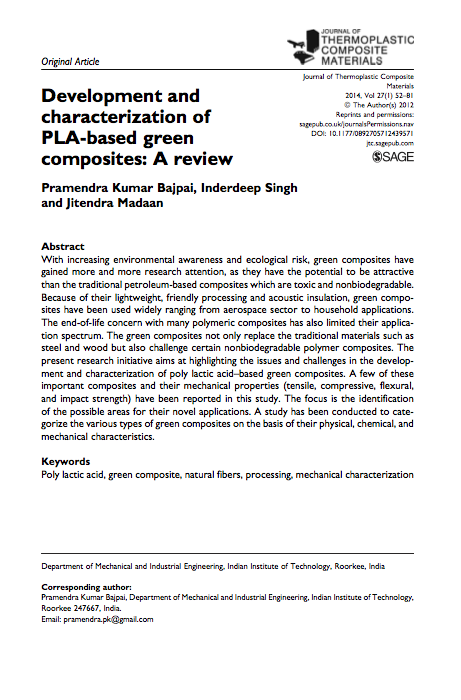 Original Article
JOURNAL OF
THERMOPLASTIC
COMPOSITE
MATERIALS
Journal of Thermoplastic Composite
Materials
2014, Vol 27(1) 52–81
© The Author(s) 2012
Reprints and permissions:
sagepub.co.uk/journalsPermissions.nav
DOI: 10.1177/0892705712439571
jtc.sagepub.com
SAGE
Development and
characterization of
PLA-based green
composites: A review
Pramendra Kumar Bajpai, Inderdeep Singh
and Jitendra Madaan
Abstract
With increasing environmental awareness and ecological risk, green composites have
gained more and more research attention, as they have the potential to be attractive
than the traditional petroleum-based composites which are toxic and nonbiodegradable.
Because of their lightweight, friendly processing and acoustic insulation, green compo-
sites have been used widely ranging from aerospace sector to household applications.
The end-of-life concern with many polymeric composites has also limited their applica-
tion spectrum. The green composites not only replace the traditional materials such as
steel and wood but also challenge certain nonbiodegradable polymer composites. The
present research initiative aims at highlighting the issues and challenges in the develop-
ment and characterization of poly lactic acid–based green composites. A few of these
important composites and their mechanical properties (tensile, compressive, flexural,
and impact strength) have been reported in this study. The focus is the identification
of the possible areas for their novel applications. A study has been conducted to cate-
gorize the various types of green composites on the basis of their physical, chemical, and
mechanical characteristics.
Keywords
Poly lactic acid, green composite, natural fibers, processing, mechanical characterization
Department of Mechanical and Industrial Engineering, Indian Institute of Technology, Roorkee, India
Corresponding author:
Pramendra Kumar Bajpai, Department of Mechanical and Industrial Engineering, Indian Institute of Technology,
Roorkee 247667, India.
Email: pramendra.pk@gmail.com